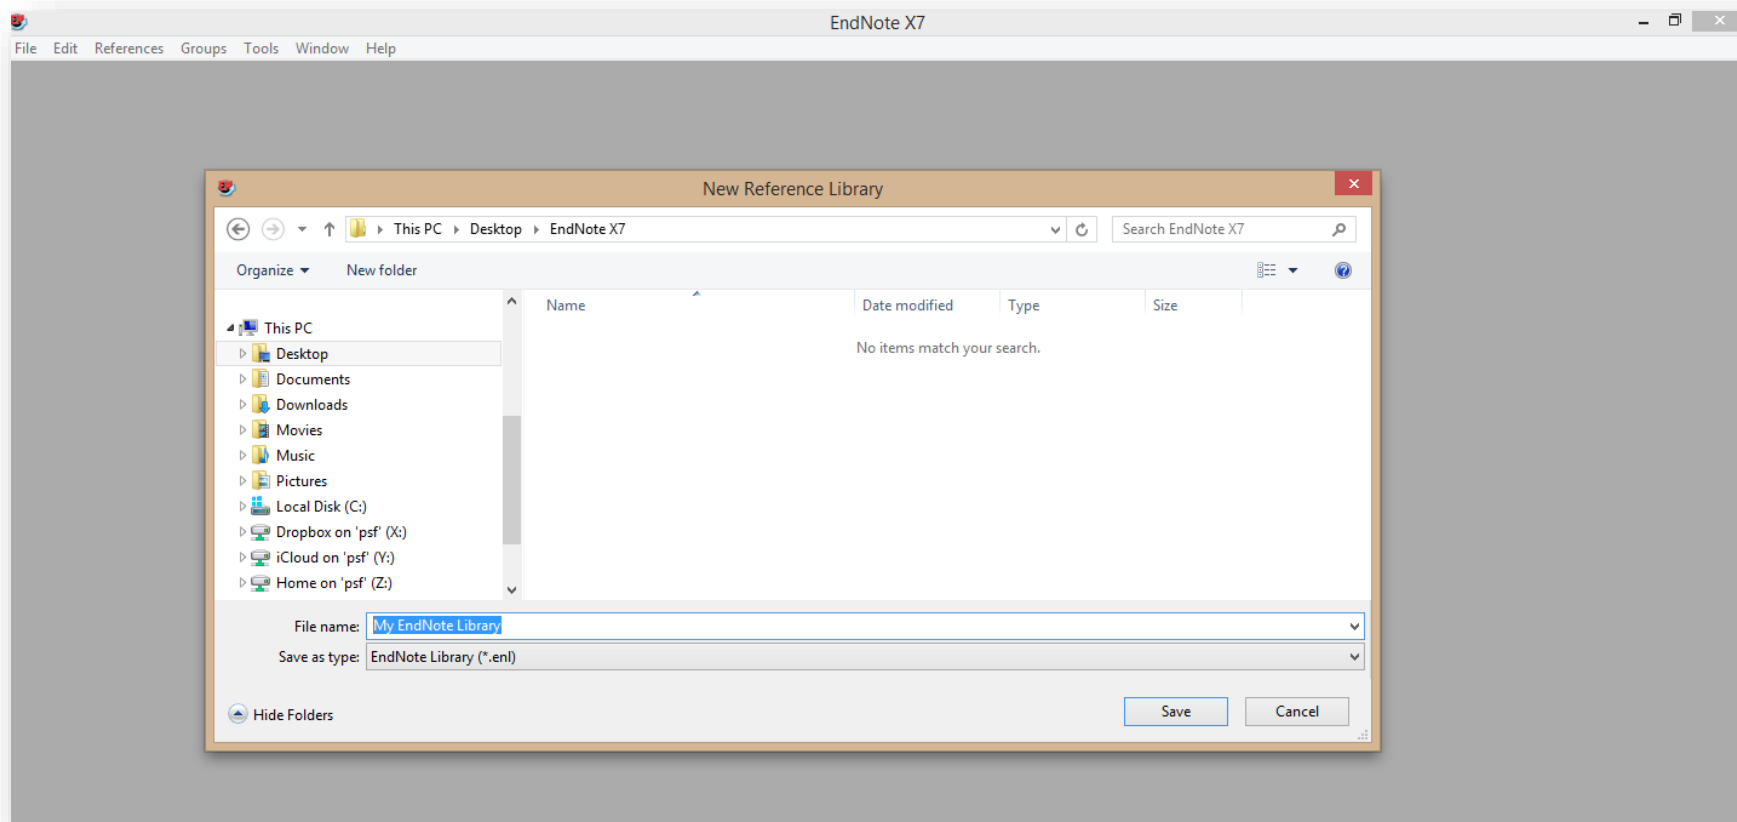 EndNote X7
File Edit References Groups Tools Window Help
New Reference Library
This PC Desktop EndNote X7 Search EndNote X7
Organize New folder
Name Date modified Type Size
No items match your search.
This PC
Desktop
Documents
Downloads
Movies
Music
Pictures
Local Disk (C:)
Dropbox on 'psf' (X:)
iCloud on 'psf' (Y:)
Home on 'psf' (Z:)
File name: My EndNote Library
Save as type: EndNote Library (*.enl)
Hide Folders Save Cancel